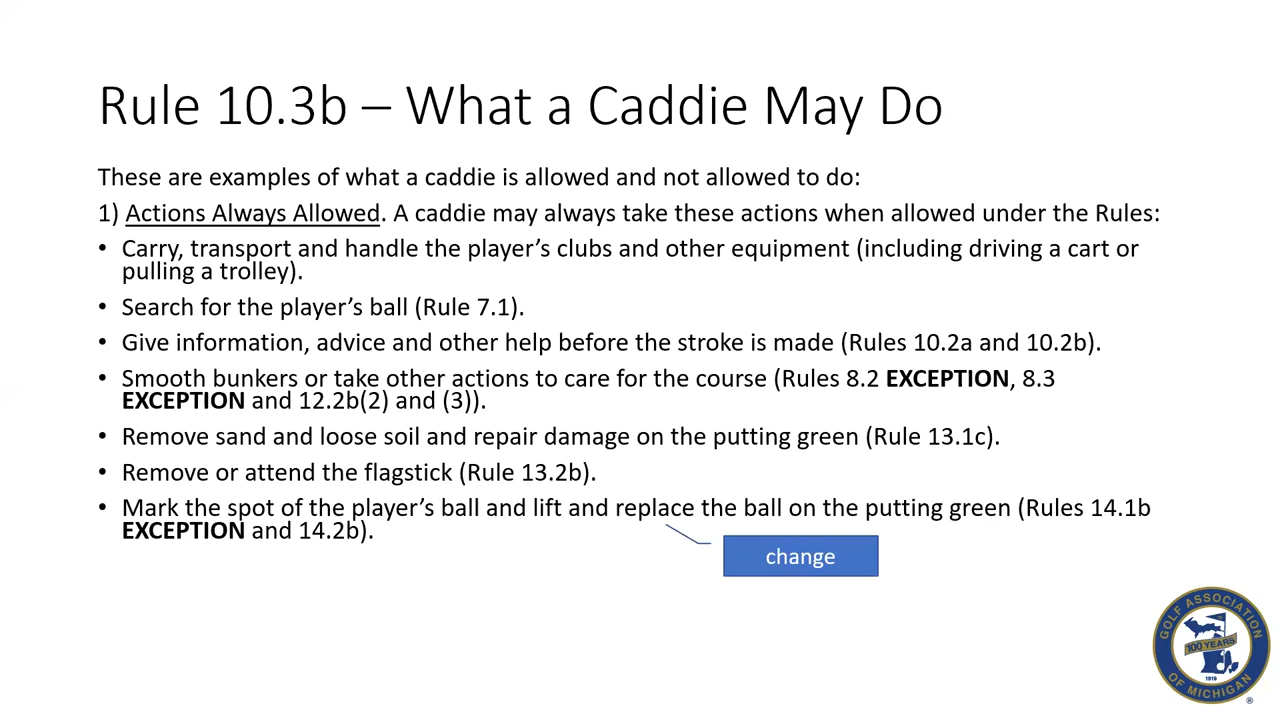 Rule 10.3b – What a Caddie May Do
These are examples of what a caddie is allowed and not allowed to do:
1) Actions Always Allowed. A caddie may always take these actions when allowed under the Rules:
• Carry, transport and handle the player’s clubs and other equipment (including driving a cart or
pulling a trolley).
• Search for the player’s ball (Rule 7.1).
• Give information, advice and other help before the stroke is made (Rules 10.2a and 10.2b).
• Smooth bunkers or take other actions to care for the course (Rules 8.2 EXCEPTION, 8.3
EXCEPTION and 12.2b(2) and (3)).
• Remove sand and loose soil and repair damage on the putting green (Rule 13.1c).
• Remove or attend the flagstick (Rule 13.2b).
• Mark the spot of the player’s ball and lift and replace the ball on the putting green (Rules 14.1b
EXCEPTION and 14.2b).
change
GOLF ASSOCIATION
100 YEARS
1919
OF MICHIGAN
®